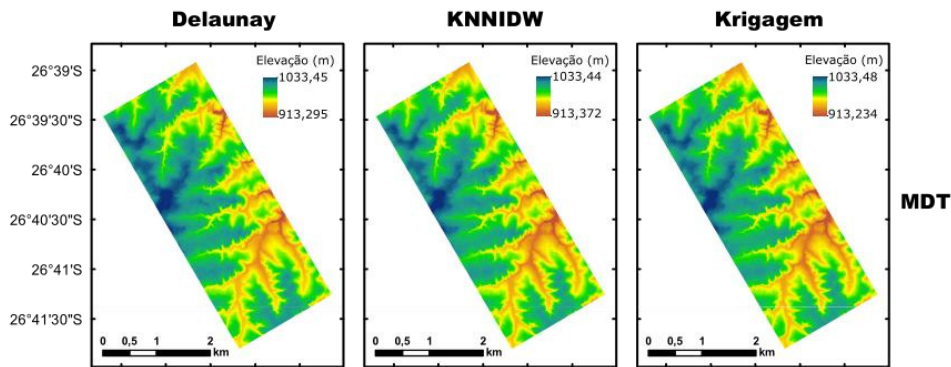 Delaunay
KNNIDW
Krigagem
Elevação (m)
1033,45
913,295
Elevação (m)
1033,44
913,372
Elevação (m)
1033,48
913,234
26°39'S
26°39'30"S
26°40'S
26°40'30"S
26°41'S
26°41'30"S
MDT
0 0,5 1 2
km
0 0,5 1 2
km
0 0,5 1 2
km